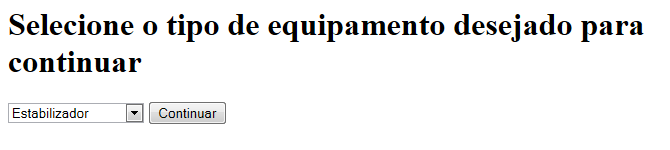 Selecione o tipo de equipamento desejado para
continuar
Estabilizador Continuar